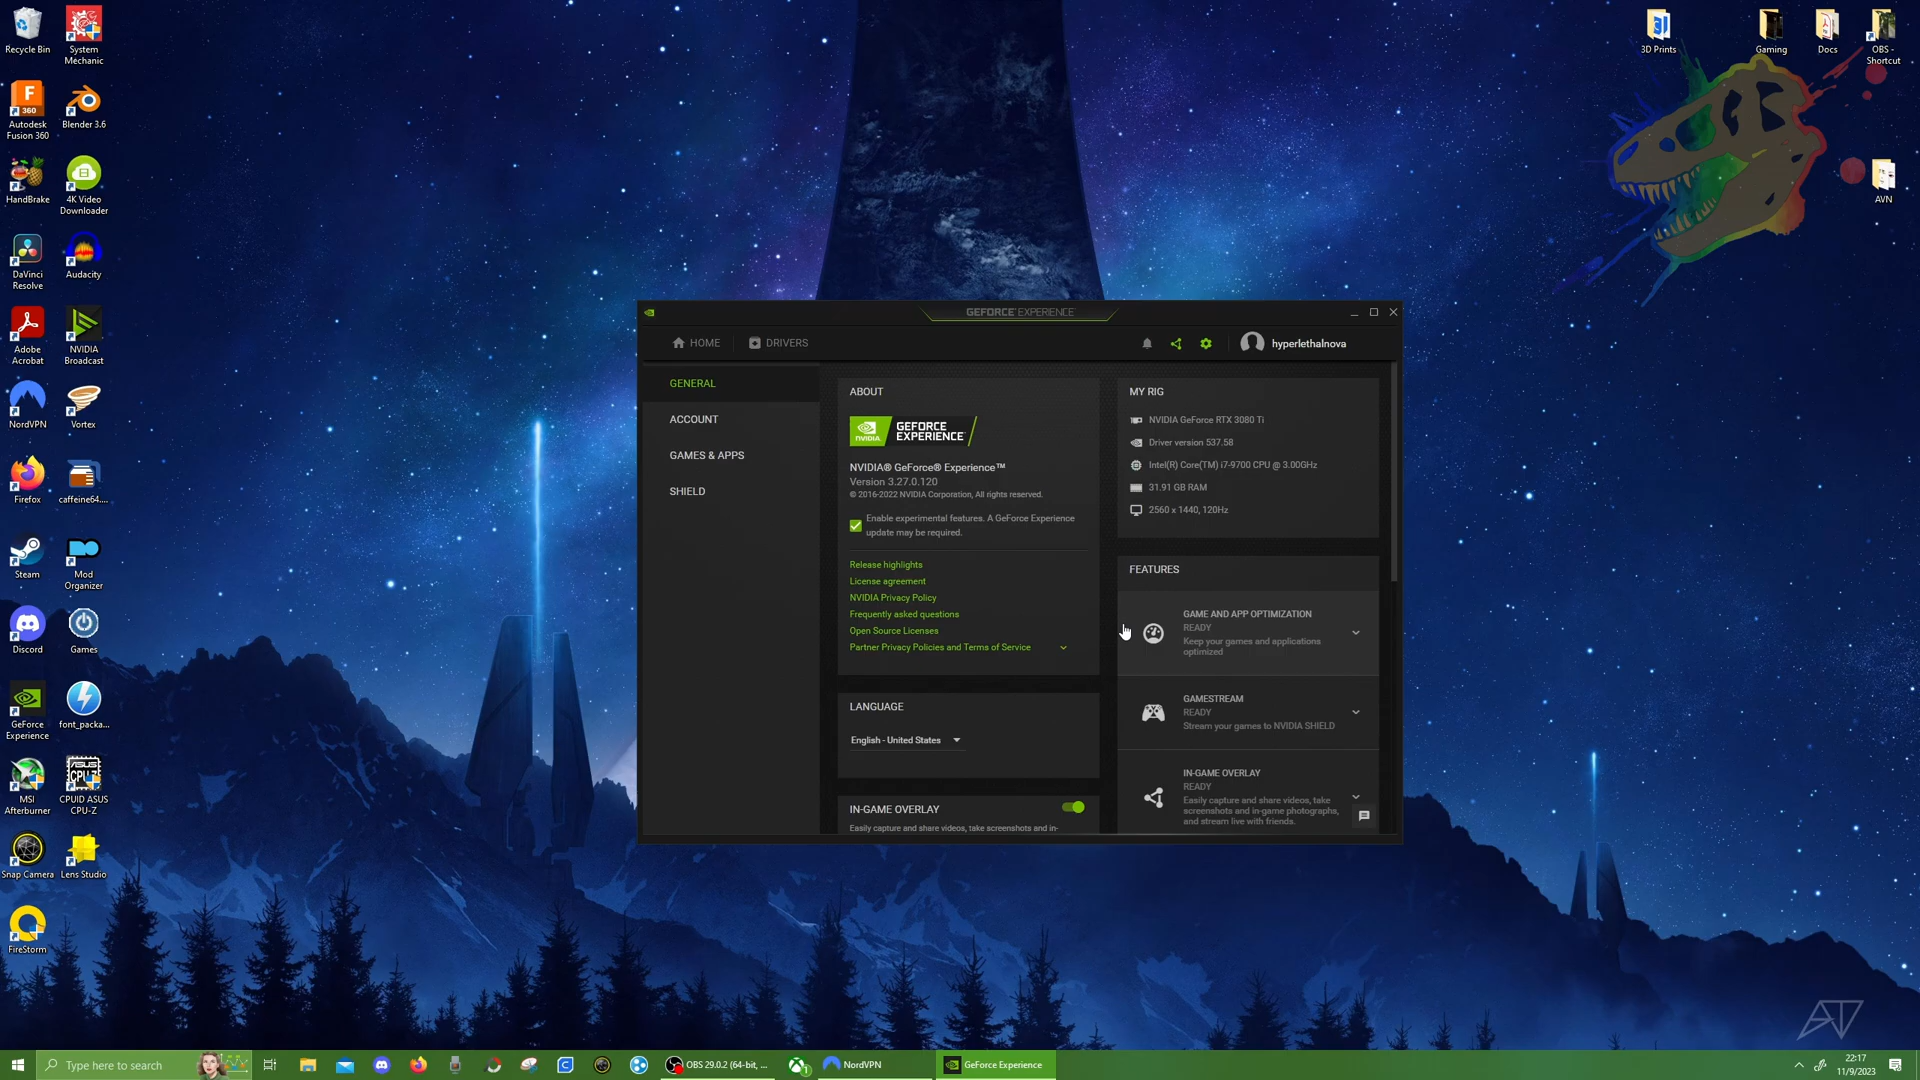 Recycle Bin
System
Mechanic
3D Prints
Gaming
Docs
OBS -
Shortcut
Autodesk
Fusion 360
Blender 3.6
HandBrake
4K Video
Downloader
AVN
DaVinci
Resolve
Audacity
Adobe
Acrobat
NVIDIA
Broadcast
NordVPN
Vortex
Firefox
caffeine64....
Steam
Mod
Organizer
Discord
Games
GeForce
Experience
font_packa...
MSI
Afterburner
CPUID ASUS
CPU-Z
Snap Camera
Lens Studio
FireStorm
GEFORCE EXPERIENCE
HOME
DRIVERS
hyperlethalnova
GENERAL
ACCOUNT
GAMES & APPS
SHIELD
ABOUT
NVIDIA
GEFORCE
EXPERIENCE
NVIDIA® GeForce® Experience™
Version 3.27.0.120
© 2016-2022 NVIDIA Corporation, All rights reserved.
Enable experimental features. A GeForce Experience
update may be required.
Release highlights
License agreement
NVIDIA Privacy Policy
Frequently asked questions
Open Source Licenses
Partner Privacy Policies and Terms of Service
LANGUAGE
English - United States
IN-GAME OVERLAY
Easily capture and share videos, take screenshots and in-
MY RIG
NVIDIA GeForce RTX 3080 Ti
Driver version 537.58
Intel(R) Core(TM) i7-9700 CPU @ 3.00GHz
31.91 GB RAM
2560 x 1440, 120Hz
FEATURES
GAME AND APP OPTIMIZATION
READY
Keep your games and applications
optimized
GAMESTREAM
READY
Stream your games to NVIDIA SHIELD
IN-GAME OVERLAY
READY
Easily capture and share videos, take
screenshots and in-game photographs,
and stream live with friends.
Type here to search
OBS 29.0.2 (64-bit, ...
NordVPN
GeForce Experience
22:17
11/9/2023